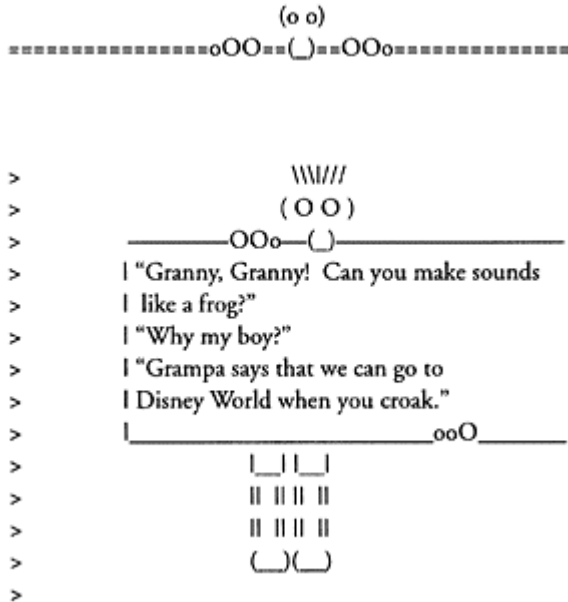 (o o)
===============oOO==(_)==OOo=============
> \\\|///
> ( O O )
> ————OOo—(_)——————————
> | “Granny, Granny!  Can you make sounds
> | like a frog?”
> | “Why my boy?”
> | “Grampa says that we can go to
> | Disney World when you croak.”
> |______________________ooO______
> |__| |__|
> || || || ||
> || || || ||
> (__)(__)
>